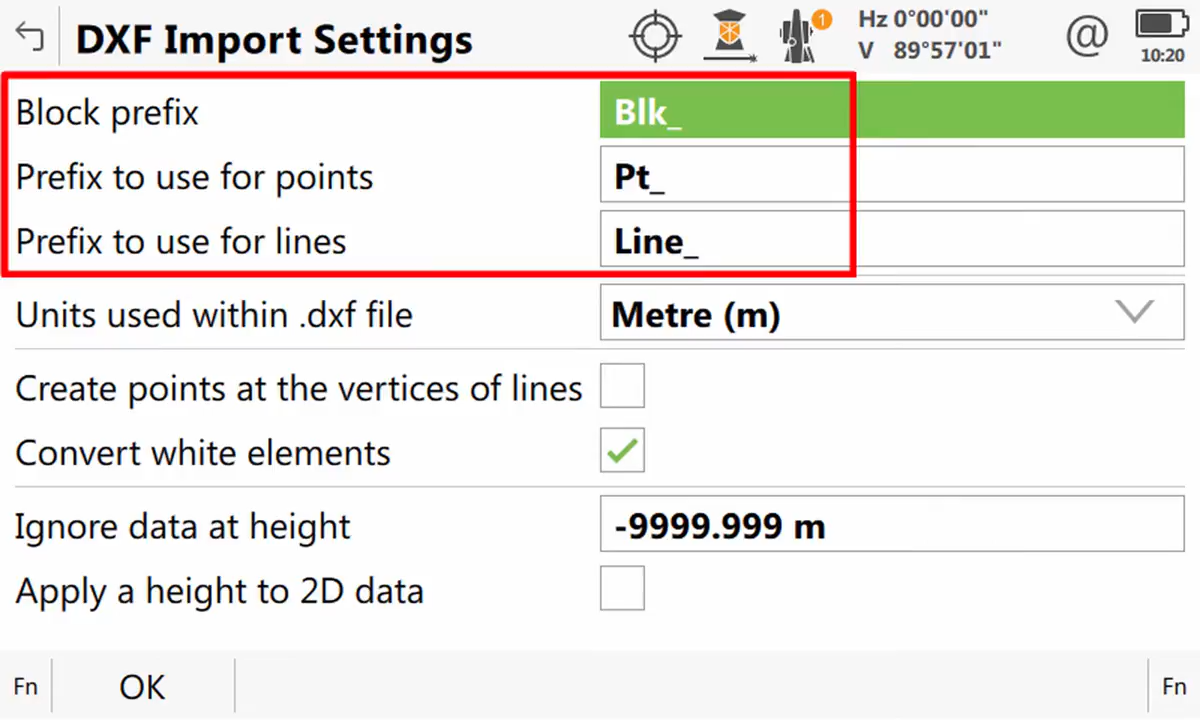 DXF Import Settings
1
Hz 0°00'00"
V 89°57'01"
@
10:20
Block prefix Blk_
Prefix to use for points Pt_
Prefix to use for lines Line_
Units used within .dxf file Metre (m)
Create points at the vertices of lines
Convert white elements
Ignore data at height -9999.999 m
Apply a height to 2D data
Fn OK Fn